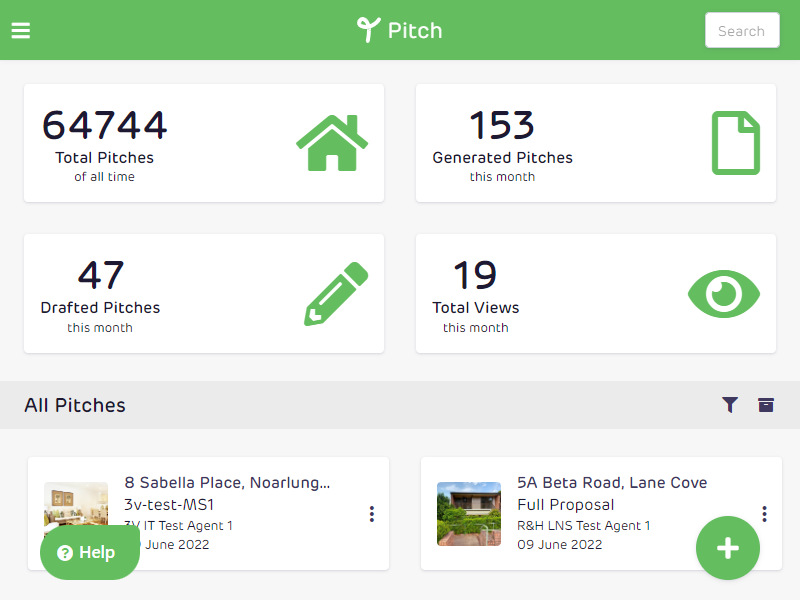 Pitch
Search
64744
Total Pitches
of all time
153
Generated Pitches
this month
47
Drafted Pitches
this month
19
Total Views
this month
All Pitches
8 Sabella Place, Noarlung...
3v-test-MS1
3V IT Test Agent 1
June 2022
5A Beta Road, Lane Cove
Full Proposal
R&H LNS Test Agent 1
09 June 2022
Help